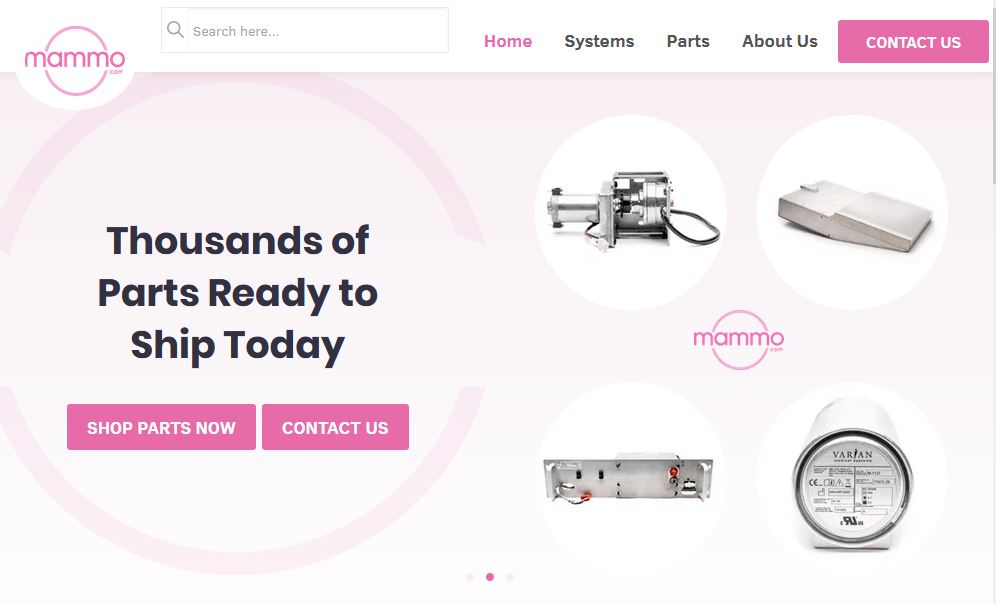 mammo
.com
Search here...
Home
Systems
Parts
About Us
CONTACT US
Thousands of
Parts Ready to
Ship Today
SHOP PARTS NOW
CONTACT US
mammo
.com
VARIAN
medical systems